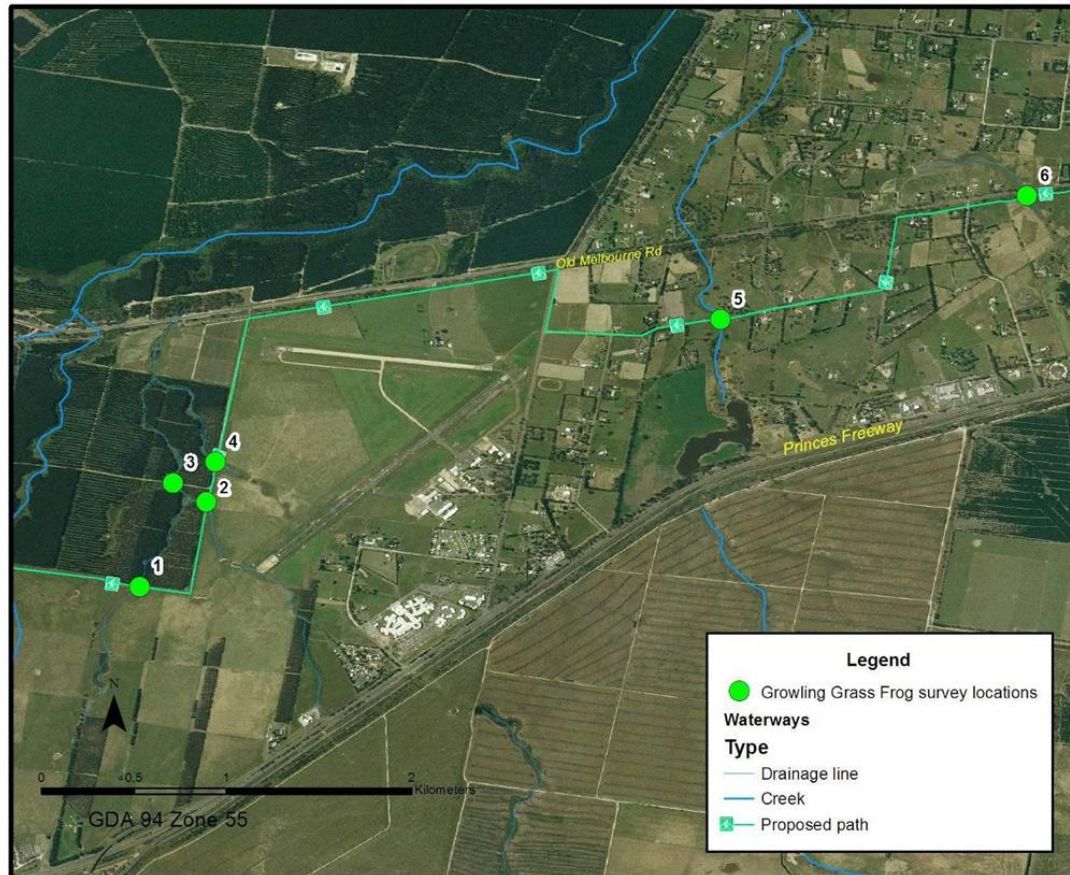 6
Old Melbourne Rd
5
Princes Freeway
4
3
2
1
N
0 0.5 1 2
Kilometers
GDA 94 Zone 55
Legend
Growling Grass Frog survey locations
Waterways
Type
Drainage line
Creek
Proposed path